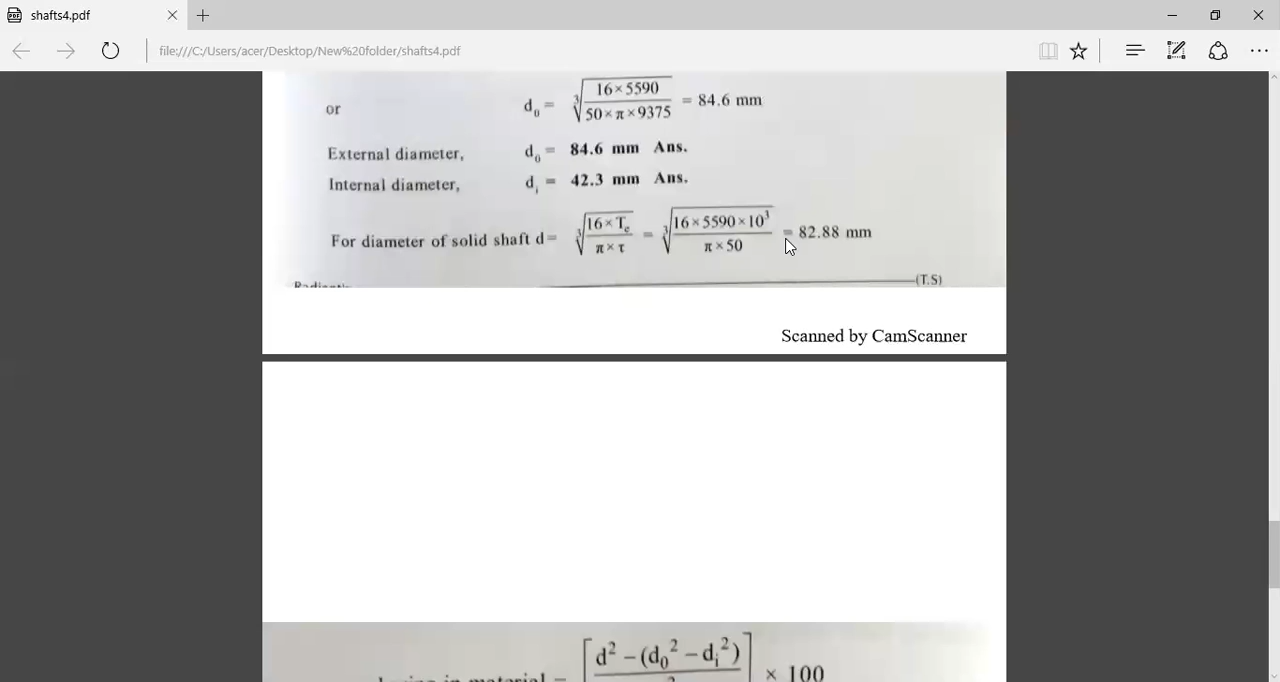 shafts4.pdf
file:///C:/Users/acer/Desktop/New%20folder/shafts4.pdf
or d₀ = ∛(16×5590 / 50×π×9375) = 84.6 mm
External diameter, d₀ = 84.6 mm Ans.
Internal diameter, dᵢ = 42.3 mm Ans.
For diameter of solid shaft d= ∛(16×Tₑ / π×τ) = ∛(16×5590×10³ / π×50) = 82.88 mm
(T.S)
Scanned by CamScanner
in material = [d² – (d₀² – dᵢ²)] × 100